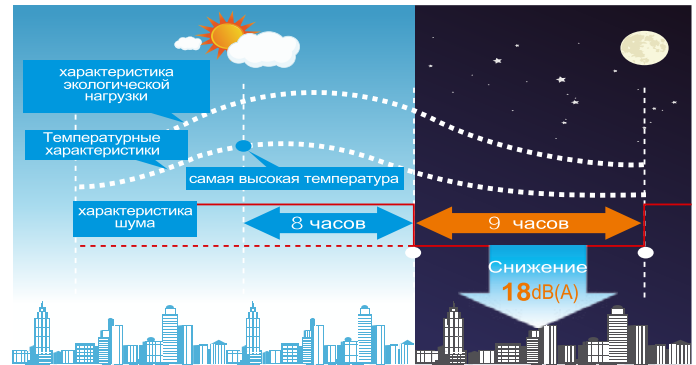 характеристика
экологической
нагрузки
Температурные
характеристики
самая высокая температура
характеристика
шума
8 часов
9 часов
Снижение
18dB(A)